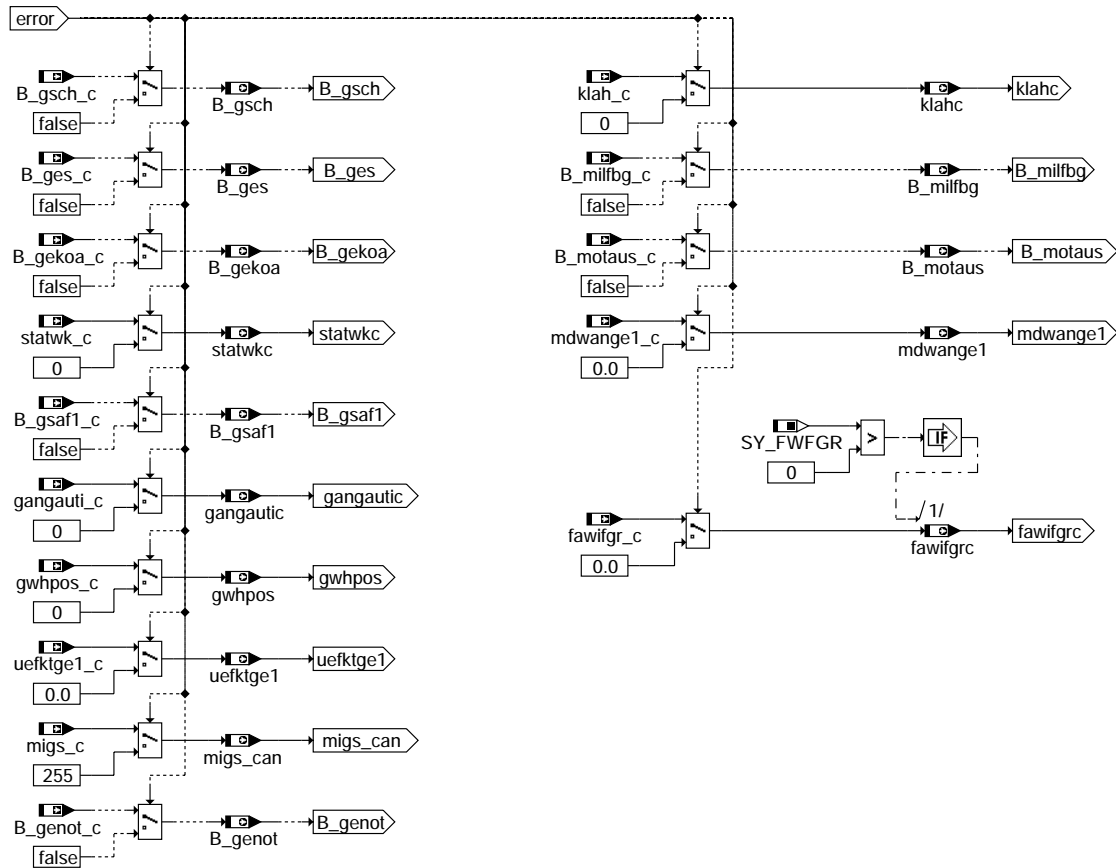 error
B_gsch_c
false
B_gsch
B_gsch
B_ges_c
false
B_ges
B_ges
B_gekoa_c
false
B_gekoa
B_gekoa
statwk_c
0
statwkc
statwkc
B_gsaf1_c
false
B_gsaf1
B_gsaf1
gangauti_c
0
gangautic
gangautic
gwhpos_c
0
gwhpos
gwhpos
uefktge1_c
0.0
uefktge1
uefktge1
migs_c
255
migs_can
migs_can
B_genot_c
false
B_genot
B_genot
klah_c
0
klahc
klahc
B_milfbg_c
false
B_milfbg
B_milfbg
B_motaus_c
false
B_motaus
B_motaus
mdwange1_c
0.0
mdwange1
mdwange1
SY_FWFGR
0
>
IF
/1/
fawifgr_c
0.0
fawifgrc
fawifgrc